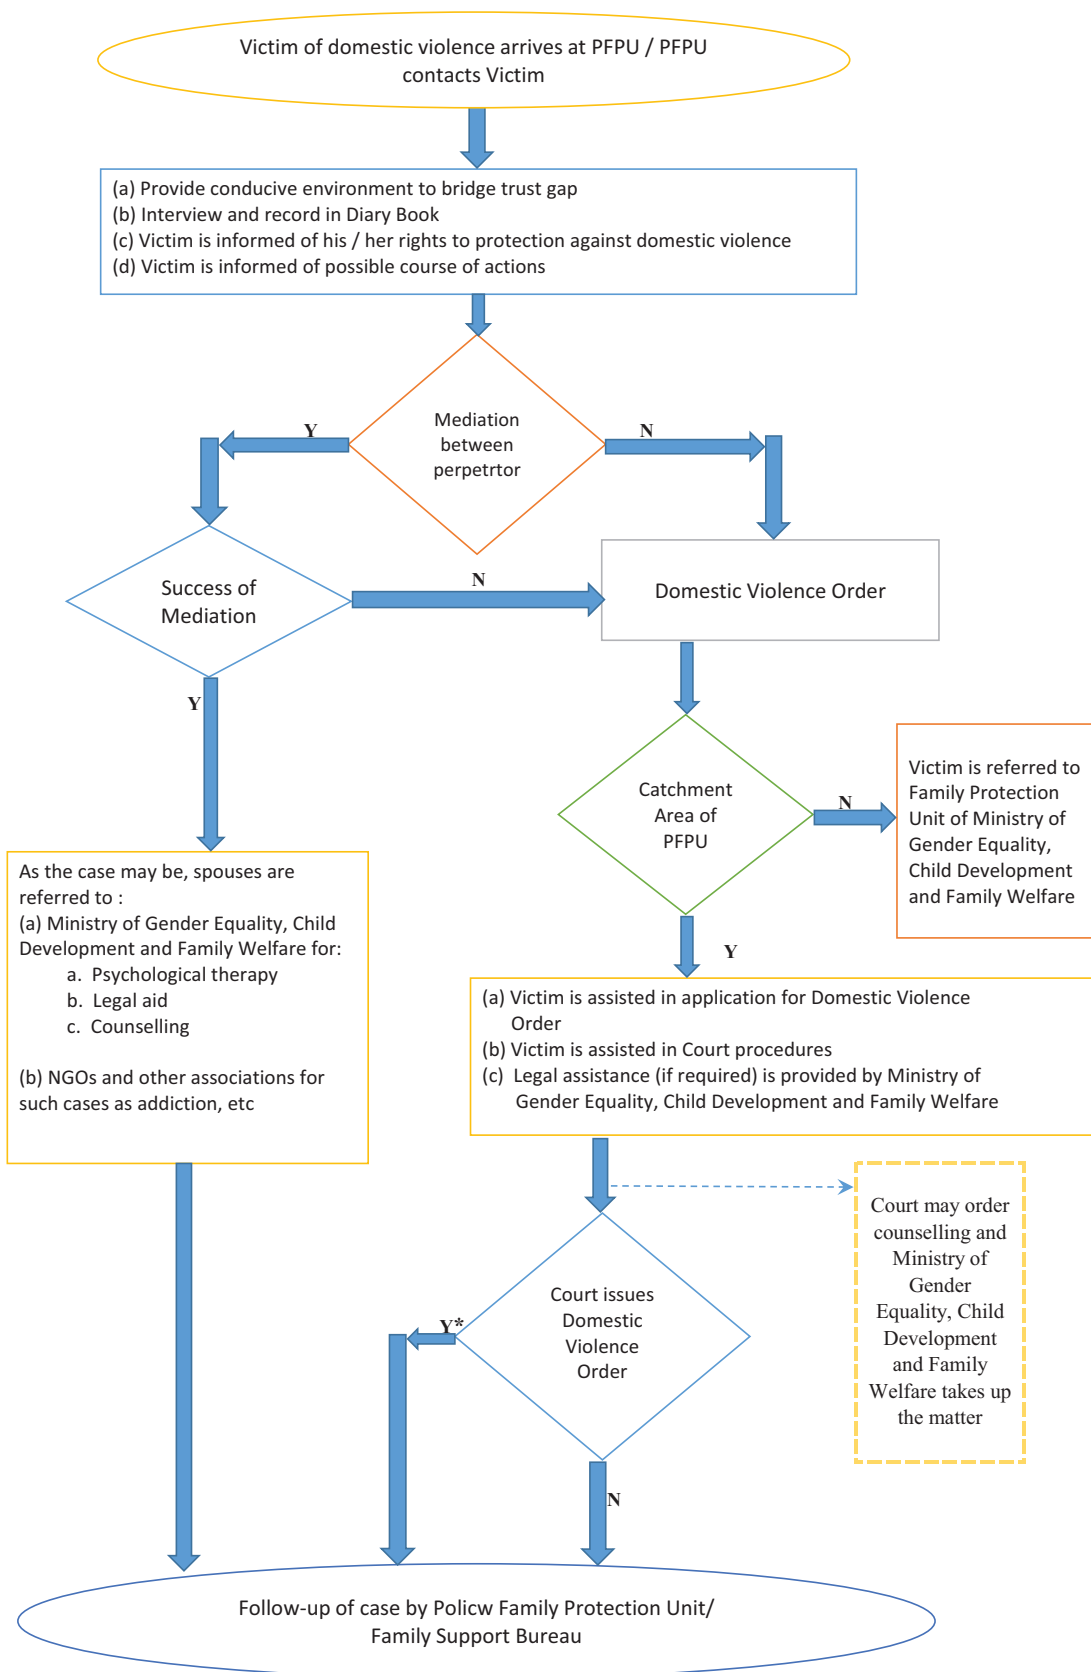 Victim of domestic violence arrives at PFPU / PFPU
contacts Victim
(a) Provide conducive environment to bridge trust gap
(b) Interview and record in Diary Book
(c) Victim is informed of his / her rights to protection against domestic violence
(d) Victim is informed of possible course of actions
Mediation
between
perpetrtor
Y
N
Success of
Mediation
N
Domestic Violence Order
Y
Catchment
Area of
PFPU
N
Victim is referred to
Family Protection
Unit of Ministry of
Gender Equality,
Child Development
and Family Welfare
Y
As the case may be, spouses are
referred to :
(a) Ministry of Gender Equality, Child
Development and Family Welfare for:
a. Psychological therapy
b. Legal aid
c. Counselling
(b) NGOs and other associations for
such cases as addiction, etc
(a) Victim is assisted in application for Domestic Violence
Order
(b) Victim is assisted in Court procedures
(c) Legal assistance (if required) is provided by Ministry of
Gender Equality, Child Development and Family Welfare
Court may order
counselling and
Ministry of
Gender
Equality, Child
Development
and Family
Welfare takes up
the matter
Court issues
Domestic
Violence
Order
Y*
N
Follow-up of case by Policw Family Protection Unit/
Family Support Bureau